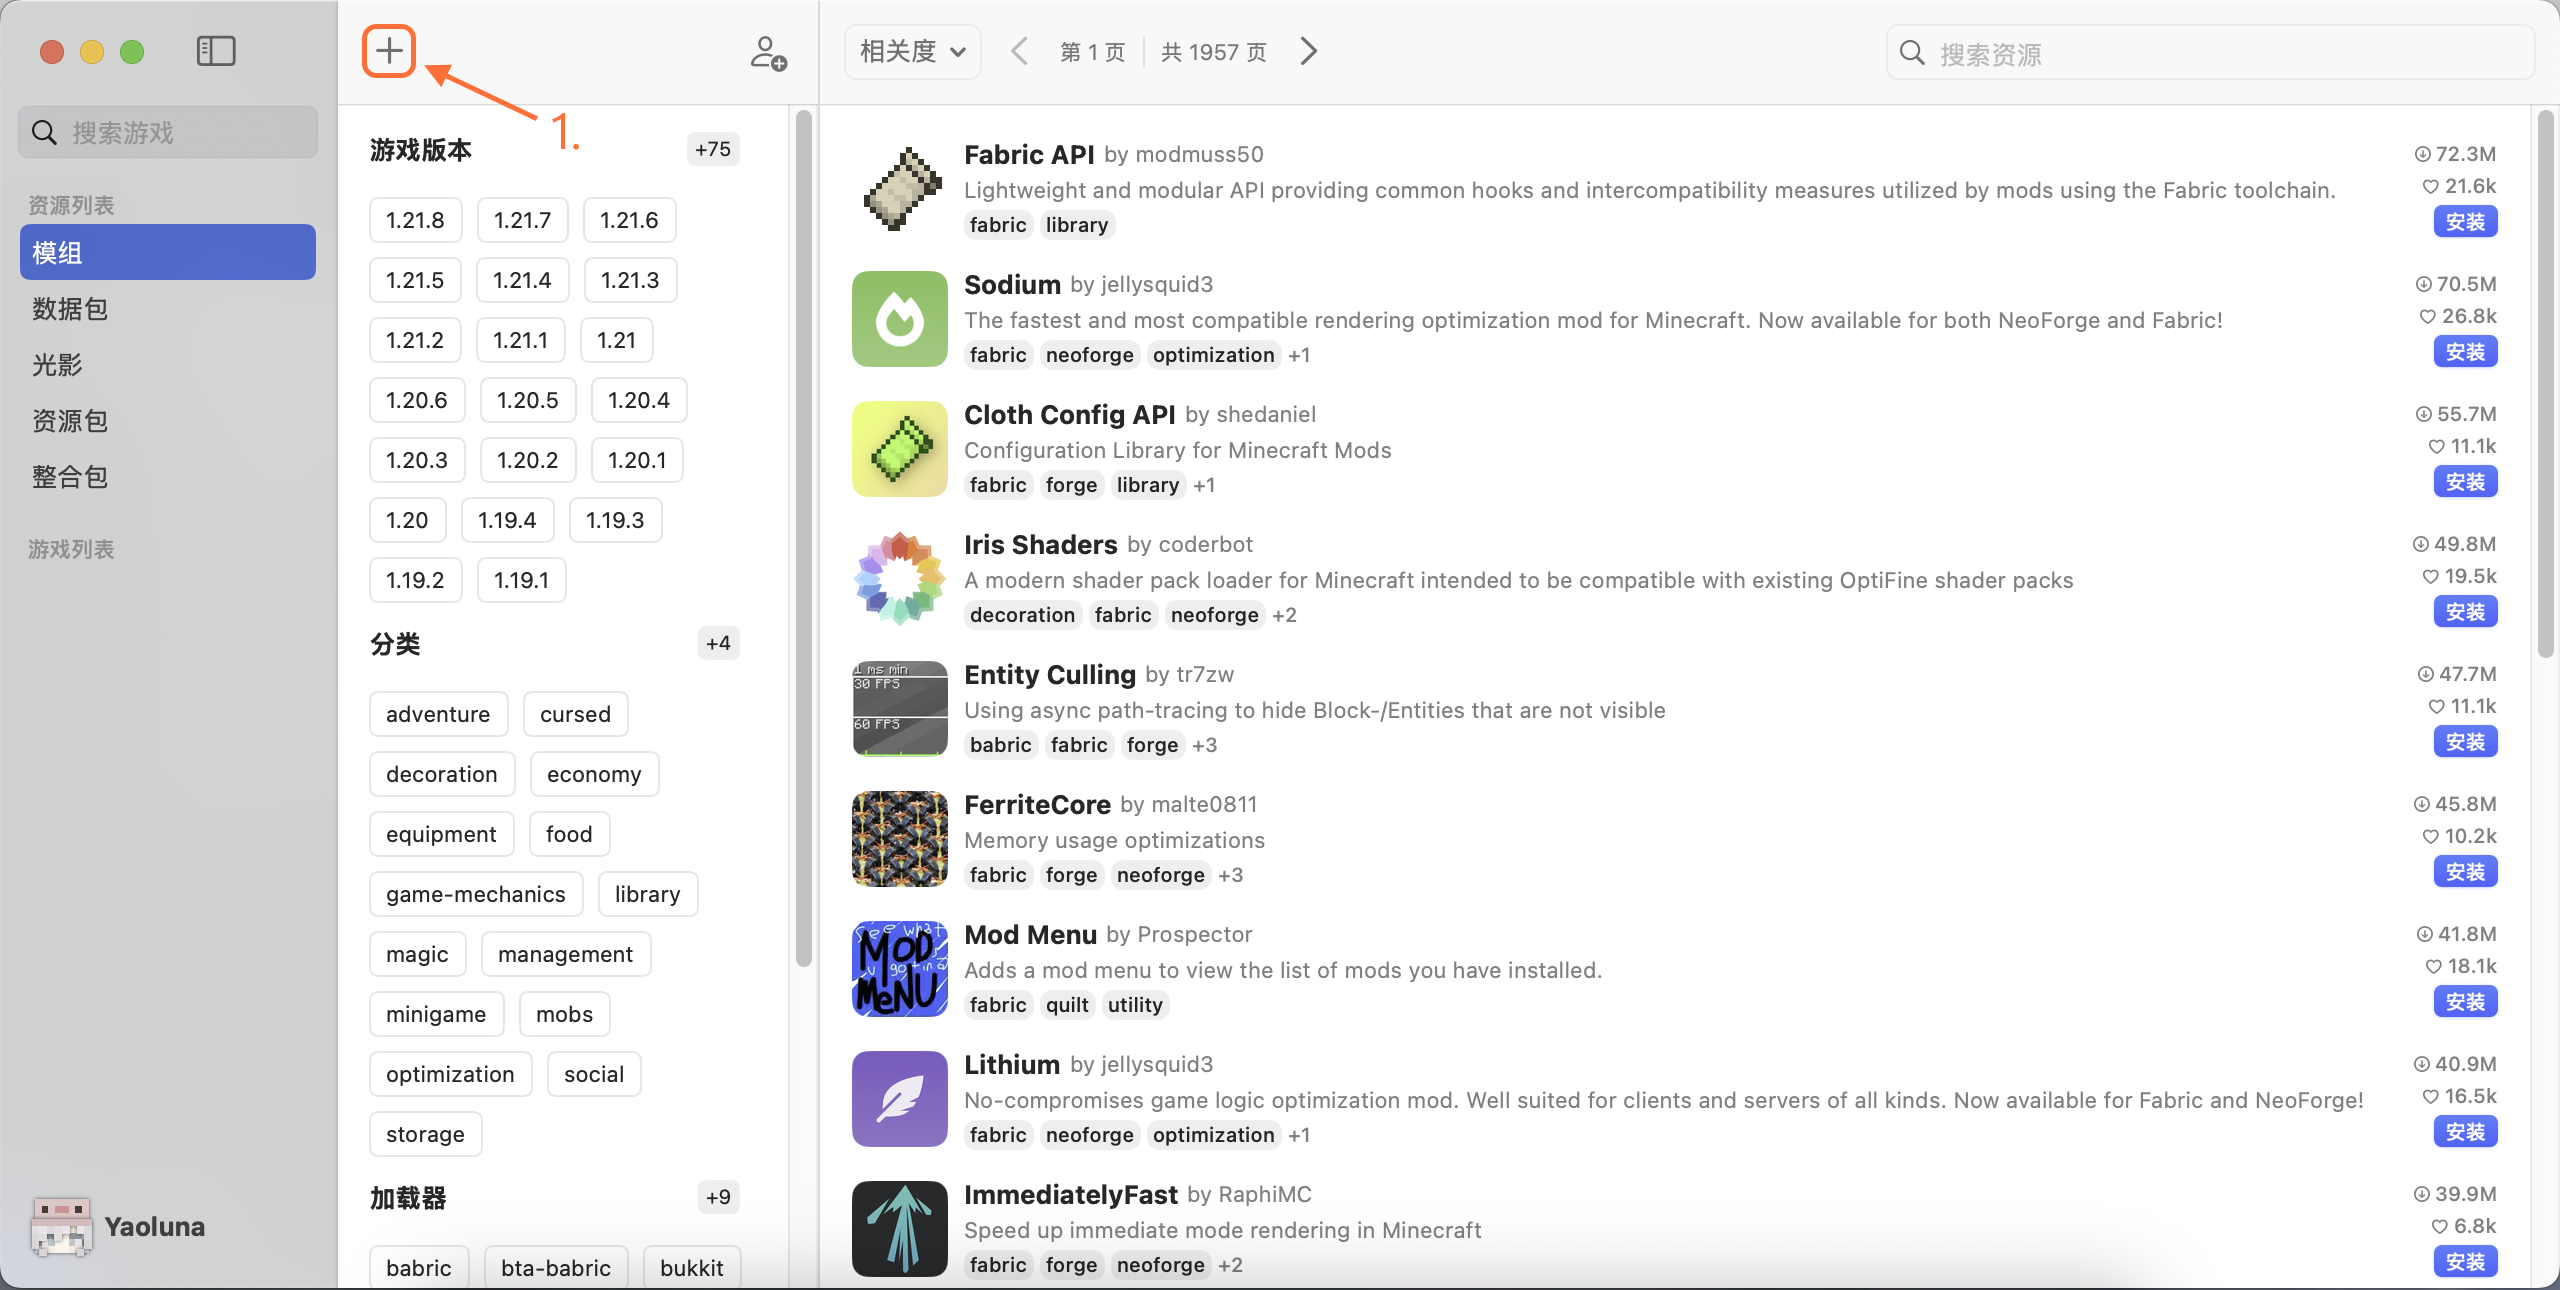 搜索游戏
资源列表
模组
数据包
光影
资源包
整合包
游戏列表
Yaoluna
1.
游戏版本 +75
1.21.8 1.21.7 1.21.6
1.21.5 1.21.4 1.21.3
1.21.2 1.21.1 1.21
1.20.6 1.20.5 1.20.4
1.20.3 1.20.2 1.20.1
1.20 1.19.4 1.19.3
1.19.2 1.19.1
分类 +4
adventure cursed
decoration economy
equipment food
game-mechanics library
magic management
minigame mobs
optimization social
storage
加载器 +9
babric bta-babric bukkit
相关度 第 1 页 共 1957 页 搜索资源
Fabric API by modmuss50 72.3M
Lightweight and modular API providing common hooks and intercompatibility measures utilized by mods using the Fabric toolchain. 21.6k
fabric library 安装
Sodium by jellysquid3 70.5M
The fastest and most compatible rendering optimization mod for Minecraft. Now available for both NeoForge and Fabric! 26.8k
fabric neoforge optimization +1 安装
Cloth Config API by shedaniel 55.7M
Configuration Library for Minecraft Mods 11.1k
fabric forge library +1 安装
Iris Shaders by coderbot 49.8M
A modern shader pack loader for Minecraft intended to be compatible with existing OptiFine shader packs 19.5k
decoration fabric neoforge +2 安装
1 ms min
30 FPS
60 FPS
Entity Culling by tr7zw 47.7M
Using async path-tracing to hide Block-/Entities that are not visible 11.1k
babric fabric forge +3 安装
FerriteCore by malte0811 45.8M
Memory usage optimizations 10.2k
fabric forge neoforge +3 安装
see what
MOD
u got in
MeNU
Mod Menu by Prospector 41.8M
Adds a mod menu to view the list of mods you have installed. 18.1k
fabric quilt utility 安装
Lithium by jellysquid3 40.9M
No-compromises game logic optimization mod. Well suited for clients and servers of all kinds. Now available for Fabric and NeoForge! 16.5k
fabric neoforge optimization +1 安装
ImmediatelyFast by RaphiMC 39.9M
Speed up immediate mode rendering in Minecraft 6.8k
fabric forge neoforge +2 安装